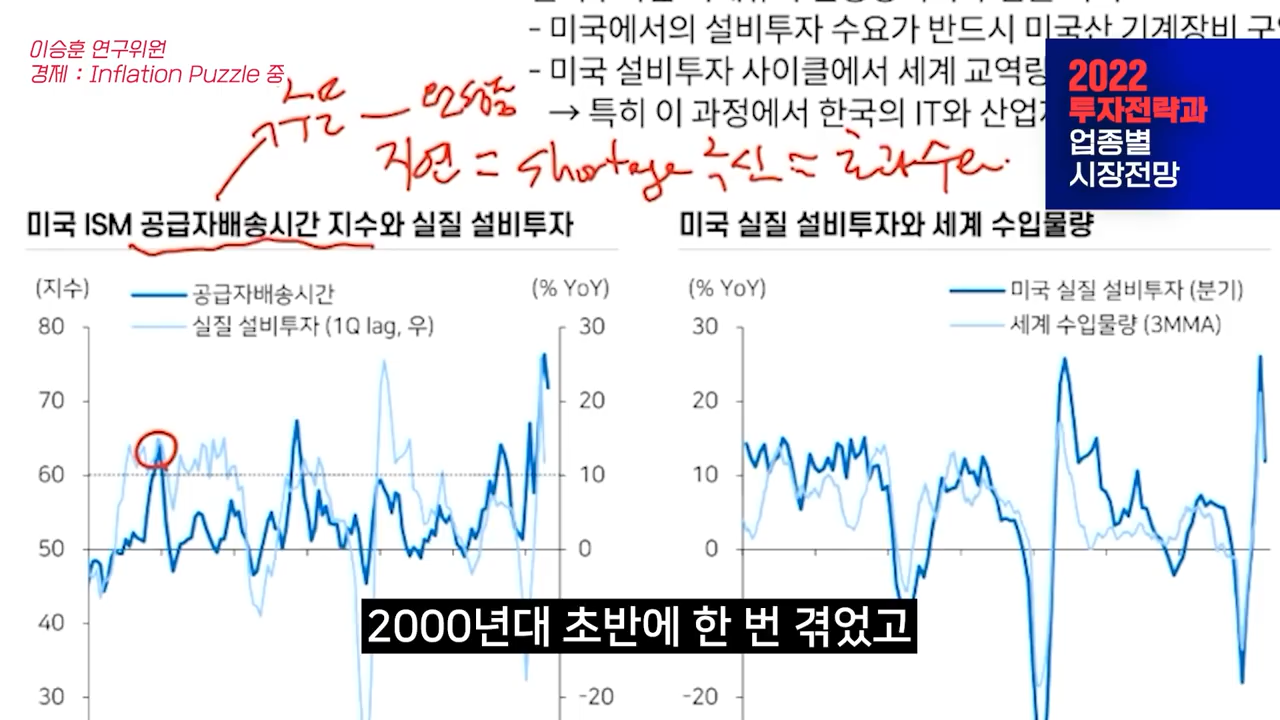 이승훈 연구위원
경제 : Inflation Puzzle 중
- 미국에서의 설비투자 수요가 반드시 미국산 기계장비 구
- 미국 설비투자 사이클에서 세계 교역량
→ 특히 이 과정에서 한국의 IT와 산업
2022
투자전략과
업종별
시장전망
지연 = shortage
미국 ISM 공급자배송시간 지수와 실질 설비투자
(지수)
공급자배송시간
실질 설비투자 (1Q lag, 우)
(% YoY)
80
70
60
50
40
30
30
20
10
0
-20
미국 실질 설비투자와 세계 수입물량
(% YoY)
미국 실질 설비투자 (분기)
세계 수입물량 (3MMA)
30
20
10
0
-20
2000년대 초반에 한 번 겪었고